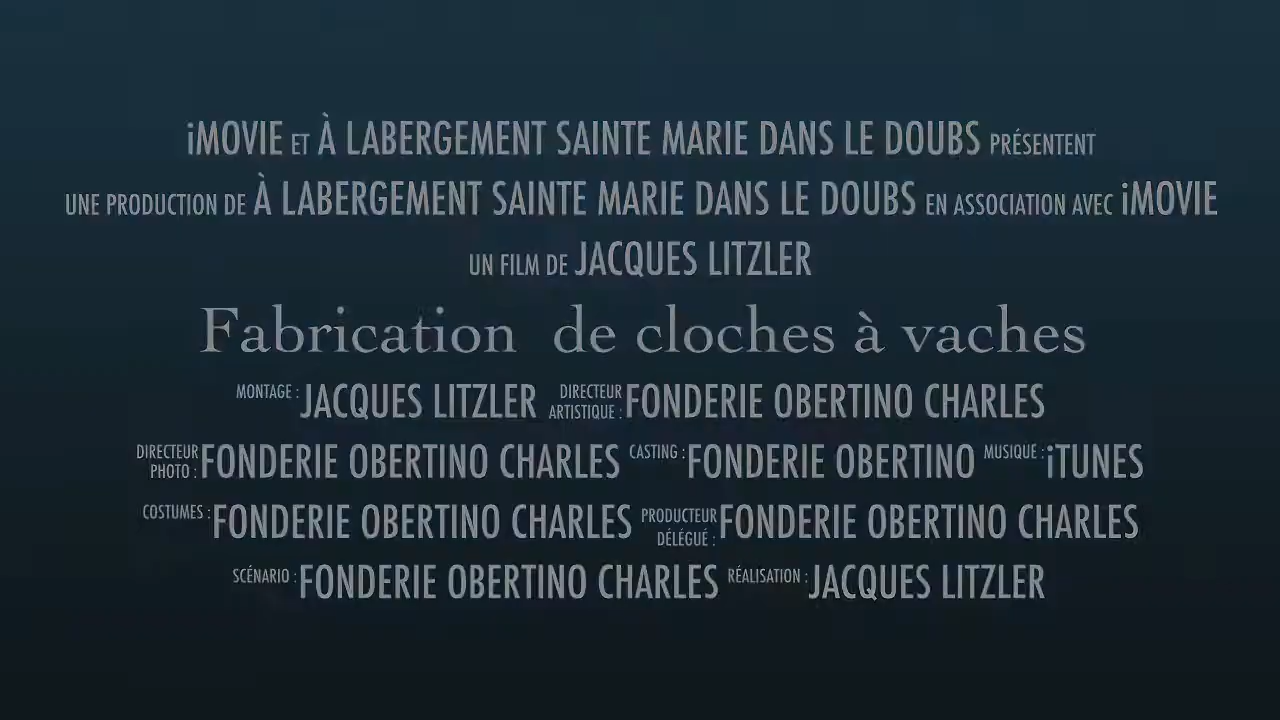 iMOVIE ET À LABERGEMENT SAINTE MARIE DANS LE DOUBS PRÉSENTENT
UNE PRODUCTION DE À LABERGEMENT SAINTE MARIE DANS LE DOUBS EN ASSOCIATION AVEC iMOVIE
UN FILM DE JACQUES LITZLER
Fabrication de cloches à vaches
MONTAGE : JACQUES LITZLER DIRECTEUR ARTISTIQUE : FONDERIE OBERTINO CHARLES
DIRECTEUR PHOTO : FONDERIE OBERTINO CHARLES CASTING : FONDERIE OBERTINO MUSIQUE : iTUNES
COSTUMES : FONDERIE OBERTINO CHARLES PRODUCTEUR DÉLÉGUÉ : FONDERIE OBERTINO CHARLES
SCÉNARIO : FONDERIE OBERTINO CHARLES RÉALISATION : JACQUES LITZLER